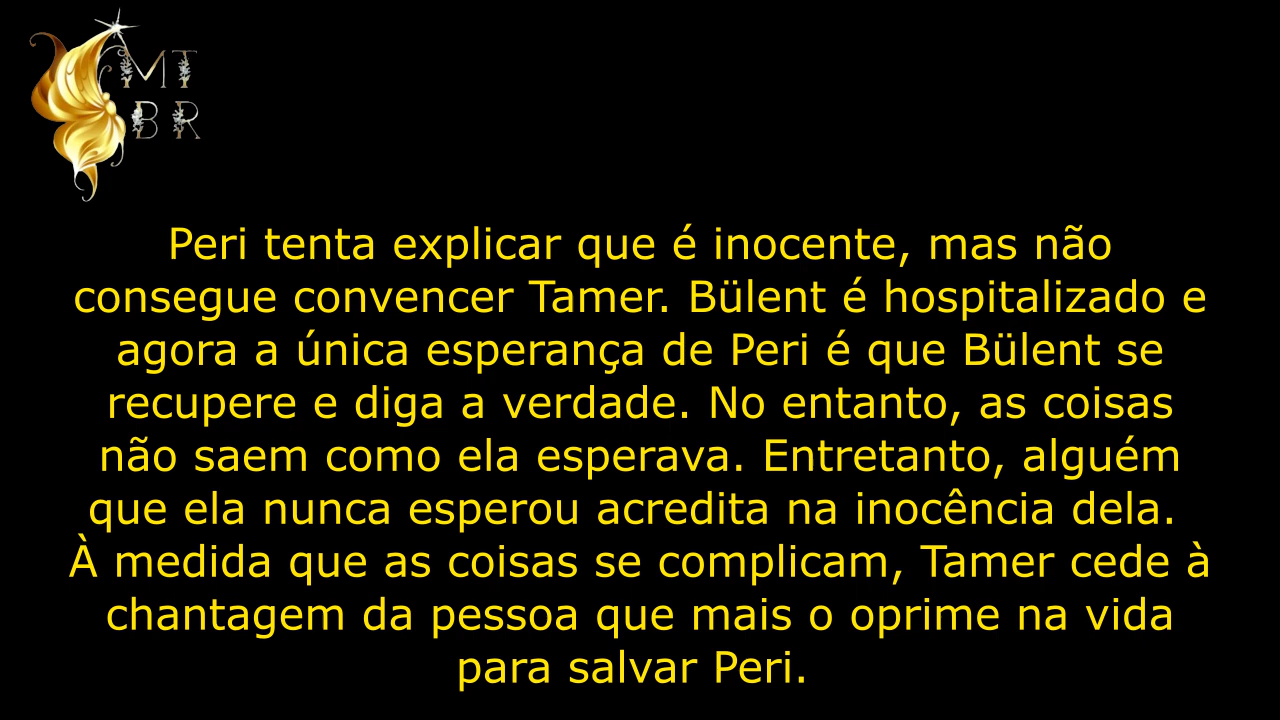 MT
BR
Peri tenta explicar que é inocente, mas não
consegue convencer Tamer. Bülent é hospitalizado e
agora a única esperança de Peri é que Bülent se
recupere e diga a verdade. No entanto, as coisas
não saem como ela esperava. Entretanto, alguém
que ela nunca esperou acredita na inocência dela.
À medida que as coisas se complicam, Tamer cede à
chantagem da pessoa que mais o oprime na vida
para salvar Peri.